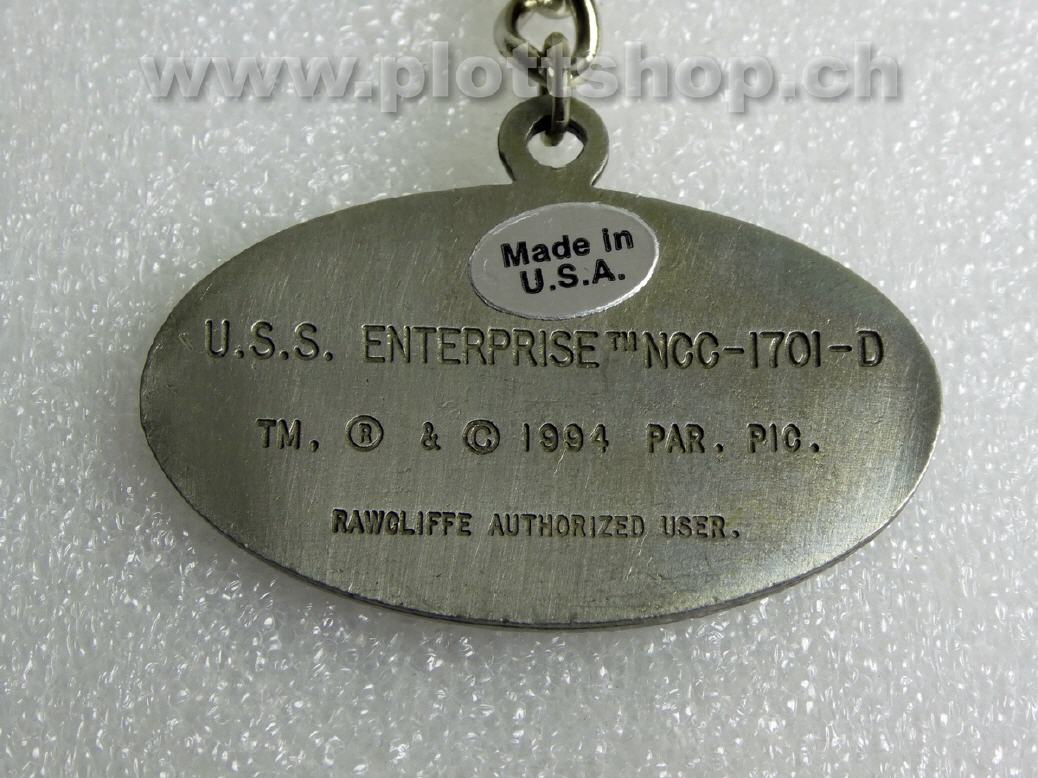 www.plottshop.ch
Made in
U.S.A.
U.S.S. ENTERPRISE™ NCC-1701-D
TM, ® & © 1994 PAR. PIC.
RAWCLIFFE AUTHORIZED USER.